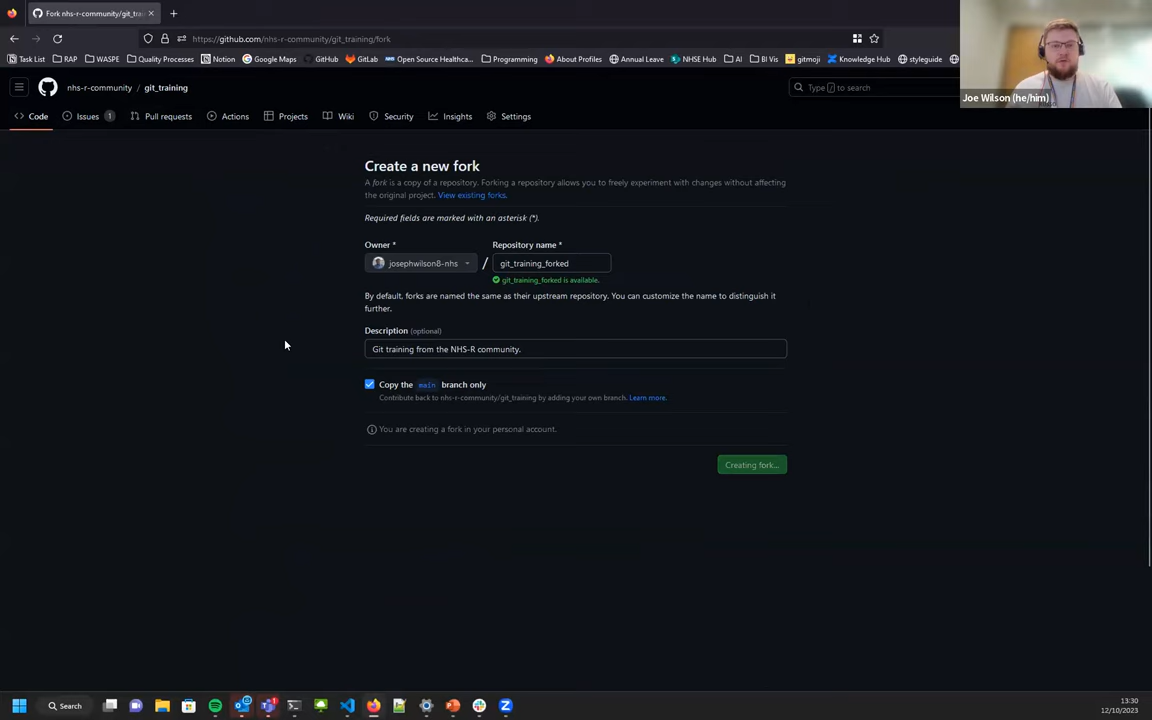 Fork nhs-r-community/git_trai
https://github.com/nhs-r-community/git_training/fork
Task List RAP WASPE Quality Processes Notion Google Maps GitHub GitLab Open Source Healthca... Programming About Profiles Annual Leave NHSE Hub AI BI Vis gitmoji Knowledge Hub styleguide
Joe Wilson (he/him)
nhs-r-community / git_training
Type / to search
Code Issues 1 Pull requests Actions Projects Wiki Security Insights Settings
Create a new fork
A fork is a copy of a repository. Forking a repository allows you to freely experiment with changes without affecting
the original project. View existing forks.
Required fields are marked with an asterisk (*).
Owner * Repository name *
josephwilson8-nhs / git_training_forked
git_training_forked is available.
By default, forks are named the same as their upstream repository. You can customize the name to distinguish it
further.
Description (optional)
Git training from the NHS-R community.
Copy the main branch only
Contribute back to nhs-r-community/git_training by adding your own branch. Learn more.
You are creating a fork in your personal account.
Creating fork...
Search
13:30
12/10/2023